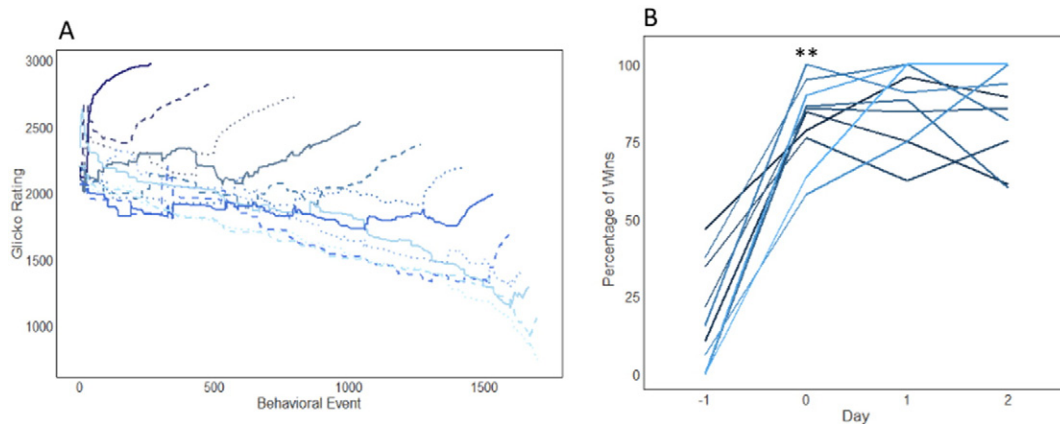 A
3000
2500
2000
1500
1000
Glicko Rating
0 500 1000 1500
Behavioral Event
B
**
100
75
50
25
0
Percentage of Wins
-1 0 1 2
Day